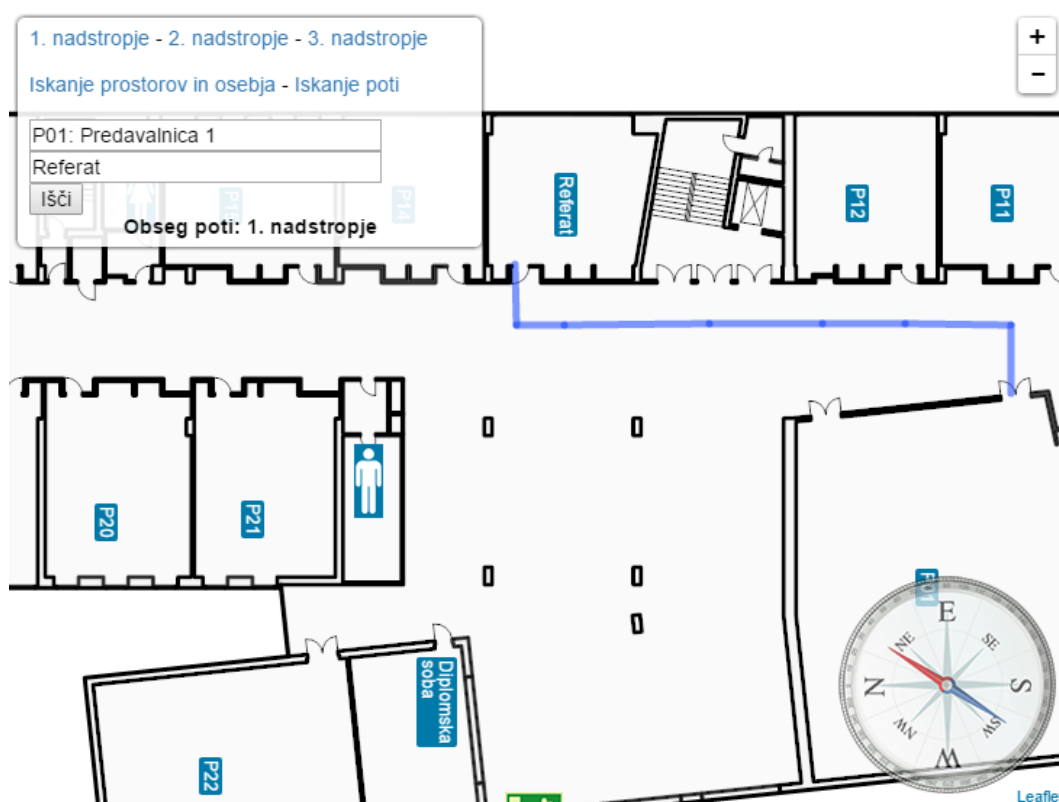 1. nadstropje - 2. nadstropje - 3. nadstropje
Iskanje prostorov in osebja - Iskanje poti
P01: Predavalnica 1
Referat
Išči
Obseg poti: 1. nadstropje
+
−
P14
Referat
P12
P11
P20
P21
P01
Diplomska
soba
P22
E
SE
S
SW
W
NW
N
NE
Leafle